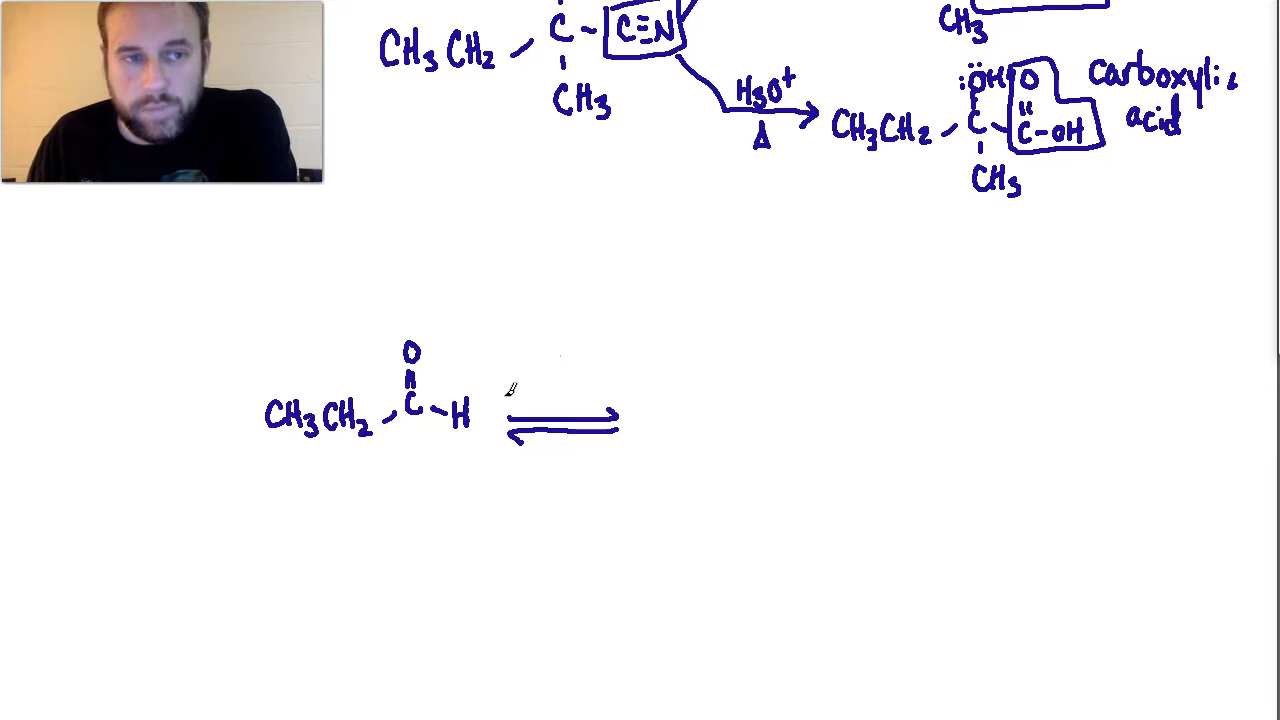 CH3
CH3CH2 C - C≡N
CH3
H3O+
Δ
:ÖH O
CH3CH2 C C-OH
CH3
carboxylic
acid
O
CH3CH2 - C - H